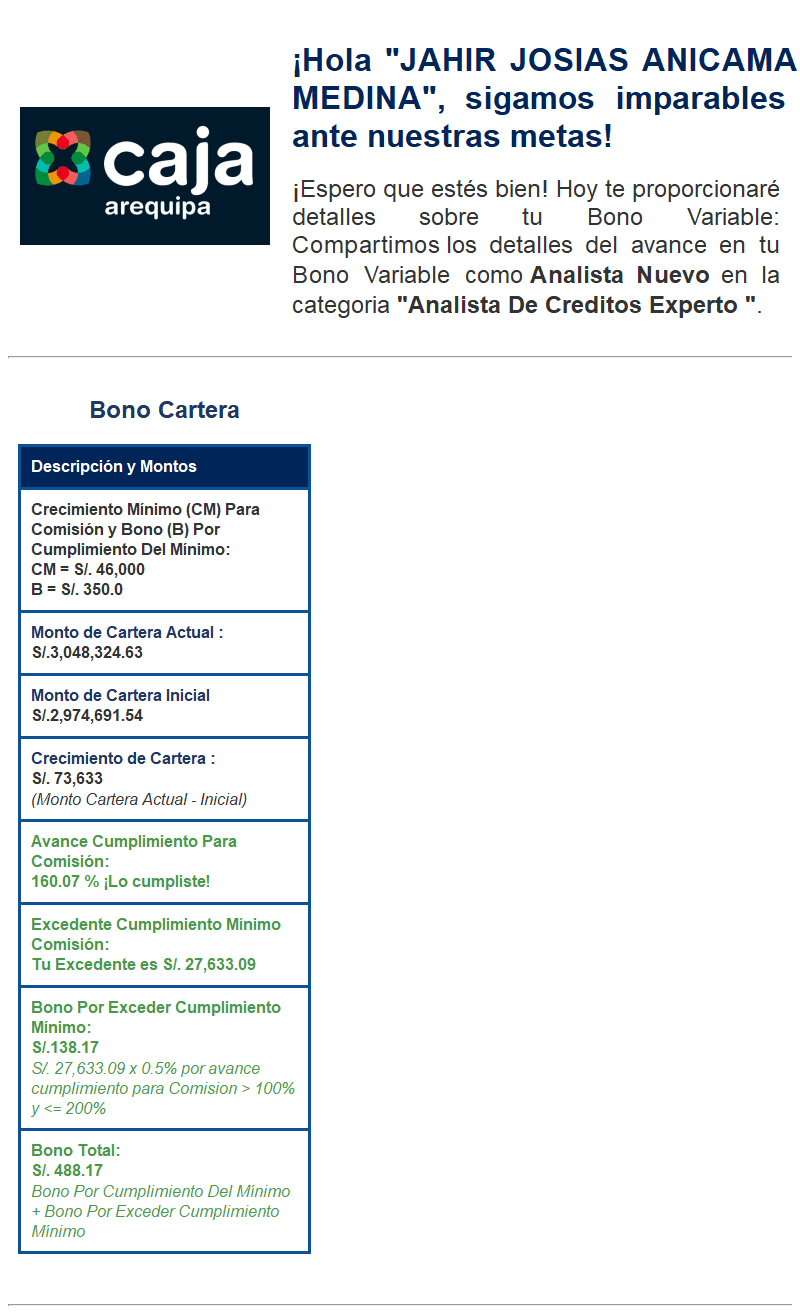 ¡Hola "JAHIR JOSIAS ANICAMA
MEDINA", sigamos imparables
ante nuestras metas!
caja
arequipa
¡Espero que estés bien! Hoy te proporcionaré
detalles sobre tu Bono Variable:
Compartimos los detalles del avance en tu
Bono Variable como Analista Nuevo en la
categoria "Analista De Creditos Experto ".
Bono Cartera
Descripción y Montos
Crecimiento Mínimo (CM) Para
Comisión y Bono (B) Por
Cumplimiento Del Mínimo:
CM = S/. 46,000
B = S/. 350.0
Monto de Cartera Actual :
S/.3,048,324.63
Monto de Cartera Inicial
S/.2,974,691.54
Crecimiento de Cartera :
S/. 73,633
(Monto Cartera Actual - Inicial)
Avance Cumplimiento Para
Comisión:
160.07 % ¡Lo cumpliste!
Excedente Cumplimiento Mínimo
Comisión:
Tu Excedente es S/. 27,633.09
Bono Por Exceder Cumplimiento
Mínimo:
S/.138.17
S/. 27,633.09 x 0.5% por avance
cumplimiento para Comision > 100%
y <= 200%
Bono Total:
S/. 488.17
Bono Por Cumplimiento Del Mínimo
+ Bono Por Exceder Cumplimiento
Mínimo